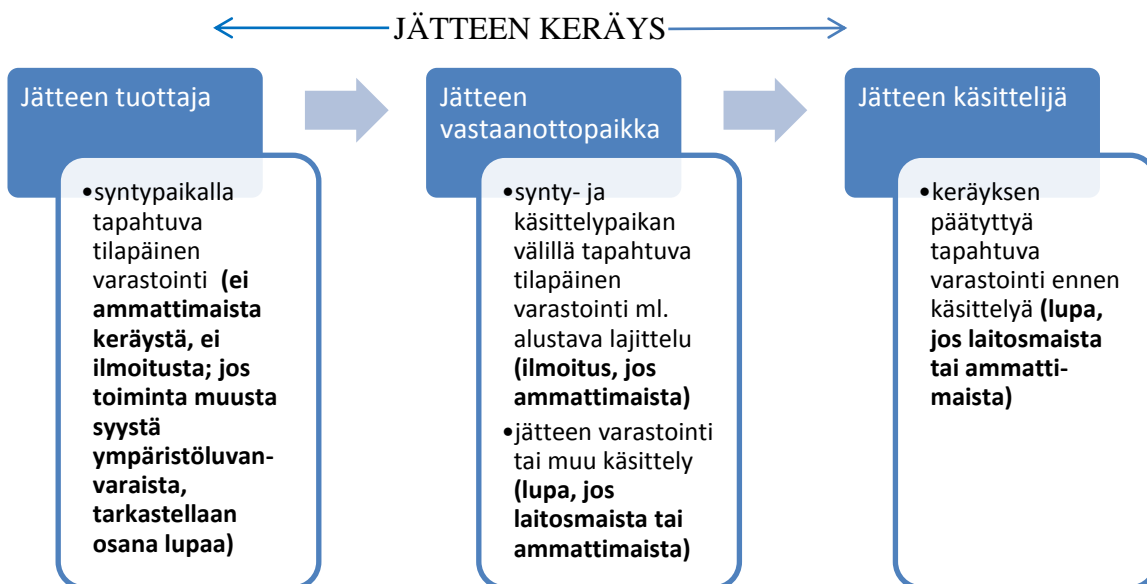 JÄTTEEN KERÄYS
Jätteen tuottaja
•syntypaikalla
tapahtuva
tilapäinen
varastointi (ei
ammattimaista
keräystä, ei
ilmoitusta; jos
toiminta muusta
syystä
ympäristöluvan-
varaista,
tarkastellaan
osana lupaa)
Jätteen
vastaanottopaikka
•synty- ja
käsittelypaikan
välillä tapahtuva
tilapäinen
varastointi ml.
alustava lajittelu
(ilmoitus, jos
ammattimaista)
•jätteen varastointi
tai muu käsittely
(lupa, jos
laitosmaista tai
ammattimaista)
Jätteen käsittelijä
•keräyksen
päätyttyä
tapahtuva
varastointi ennen
käsittelyä (lupa,
jos laitosmaista
tai ammatti-
maista)